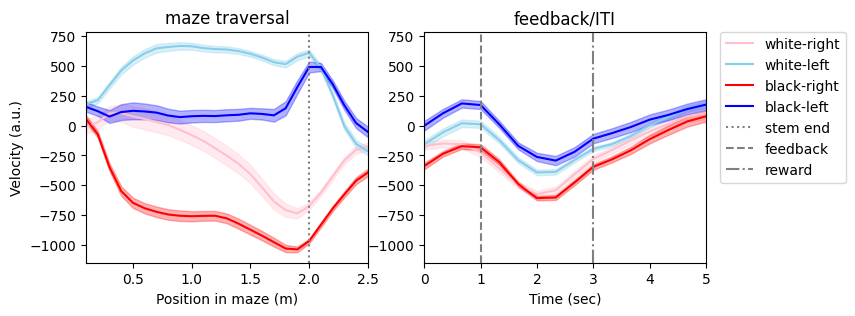 maze traversal
feedback/ITI
Velocity (a.u.)
750
500
250
0
−250
−500
−750
−1000
0.5
1.0
1.5
2.0
2.5
Position in maze (m)
750
500
250
0
−250
−500
−750
−1000
0
1
2
3
4
5
Time (sec)
white-right
white-left
black-right
black-left
stem end
feedback
reward